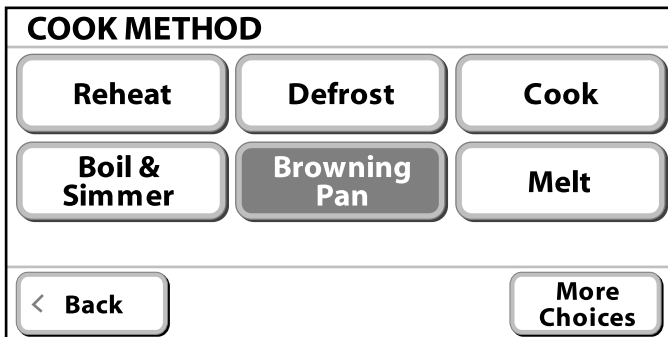 COOK METHOD
Reheat
Defrost
Cook
Boil &
Simmer
Browning
Pan
Melt
< Back
More
Choices